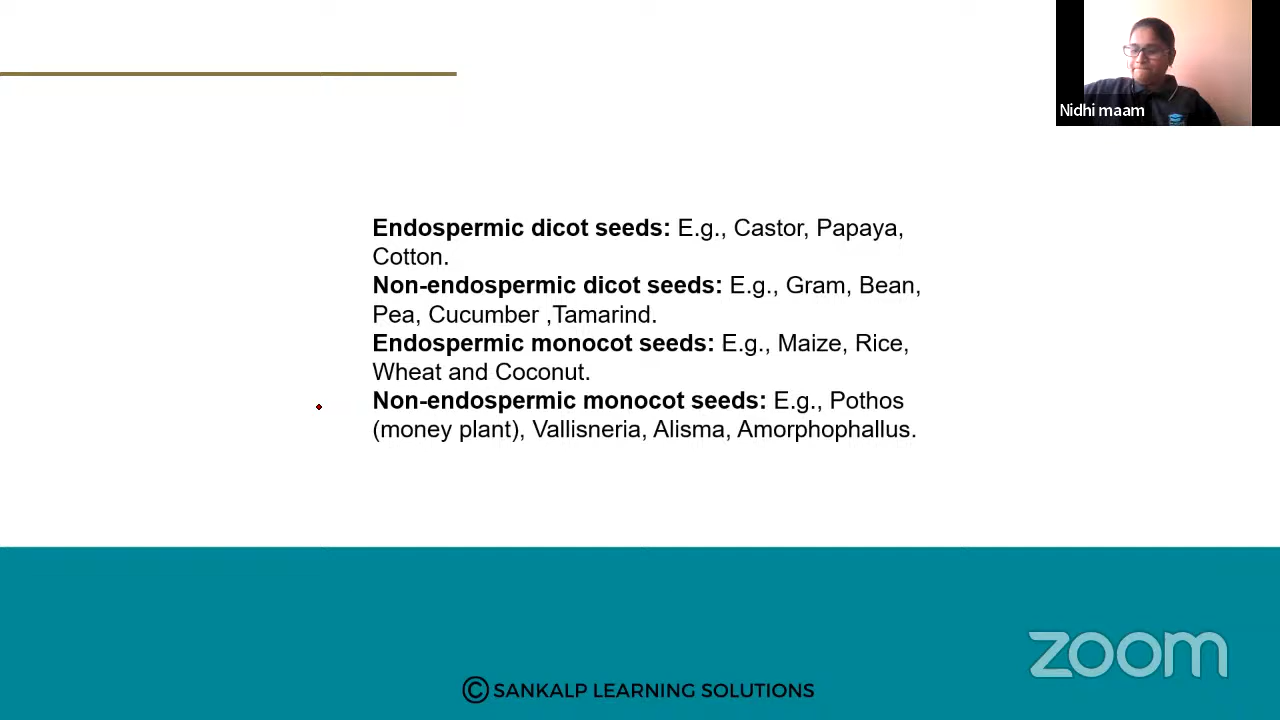 Nidhi maam
Endospermic dicot seeds: E.g., Castor, Papaya,
Cotton.
Non-endospermic dicot seeds: E.g., Gram, Bean,
Pea, Cucumber ,Tamarind.
Endospermic monocot seeds: E.g., Maize, Rice,
Wheat and Coconut.
Non-endospermic monocot seeds: E.g., Pothos
(money plant), Vallisneria, Alisma, Amorphophallus.
zoom
© SANKALP LEARNING SOLUTIONS